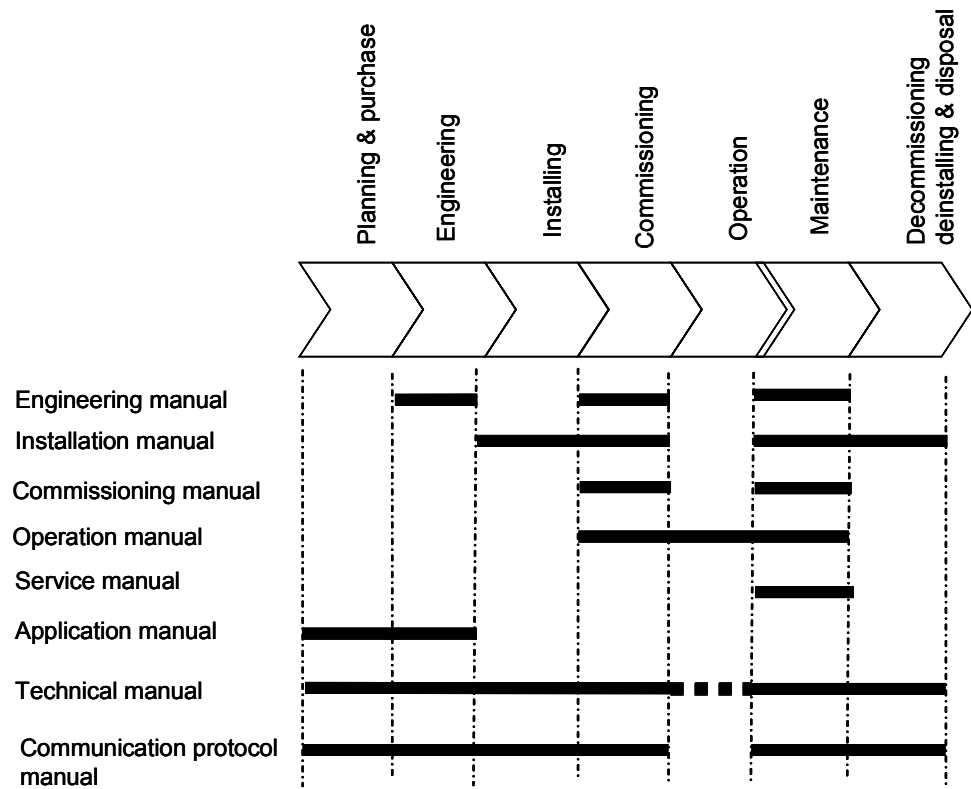 Planning & purchase
Engineering
Installing
Commissioning
Operation
Maintenance
Decommissioning
deinstalling & disposal
Engineering manual
Installation manual
Commissioning manual
Operation manual
Service manual
Application manual
Technical manual
Communication protocol
manual